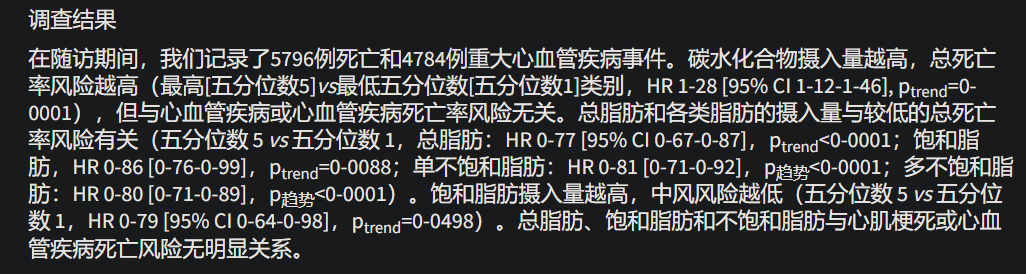 调查结果
在随访期间，我们记录了5796例死亡和4784例重大心血管疾病事件。碳水化合物摄入量越高，总死亡
率风险越高（最高[五分位数5]vs最低五分位数[五分位数1]类别，HR 1-28 [95% CI 1-12-1-46], ptrend=0-
0001），但与心血管疾病或心血管疾病死亡率风险无关。总脂肪和各类脂肪的摄入量与较低的总死亡
率风险有关（五分位数 5 vs 五分位数 1，总脂肪：HR 0-77 [95% CI 0-67-0-87]，ptrend<0-0001；饱和脂
肪，HR 0-86 [0-76-0-99]，ptrend=0-0088；单不饱和脂肪：HR 0-81 [0-71-0-92]，p趋势<0-0001；多不饱和脂
肪：HR 0-80 [0-71-0-89]，p趋势<0-0001）。饱和脂肪摄入量越高，中风风险越低（五分位数 5 vs 五分位
数 1，HR 0-79 [95% CI 0-64-0-98]，ptrend=0-0498）。总脂肪、饱和脂肪和不饱和脂肪与心肌梗死或心血
管疾病死亡风险无明显关系。